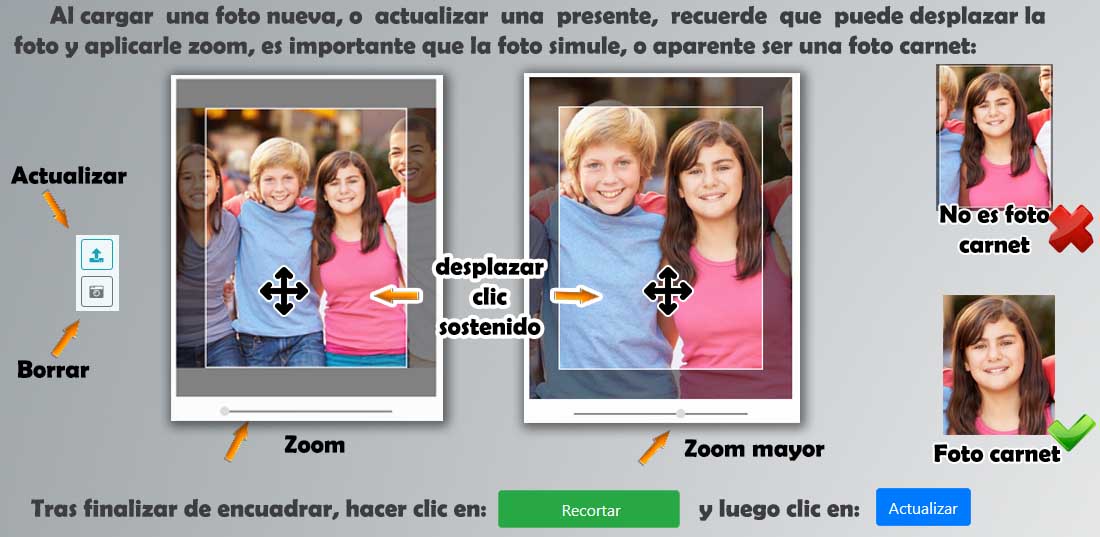 Al cargar una foto nueva, o actualizar una presente, recuerde que puede desplazar la
foto y aplicarle zoom, es importante que la foto simule, o aparente ser una foto carnet:
Actualizar
Borrar
desplazar
clic
sostenido
Zoom
Zoom mayor
No es foto
carnet
Foto carnet
Tras finalizar de encuadrar, hacer clic en: Recortar y luego clic en: Actualizar